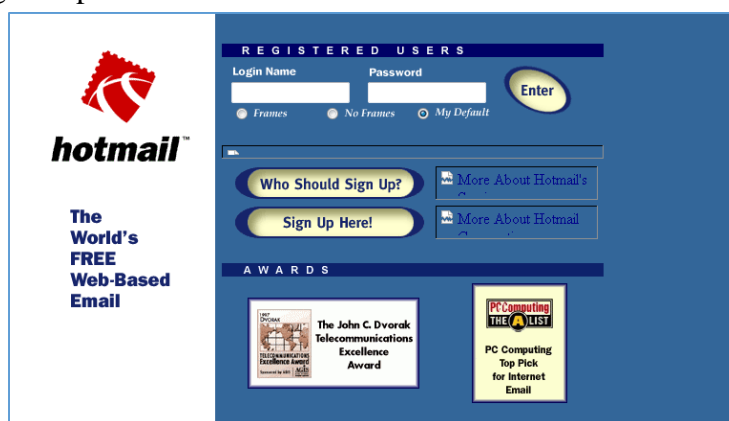 REGISTERED USERS
Login Name Password
Enter
Frames No Frames My Default
hotmail™
Who Should Sign Up? More About Hotmail's
Sign Up Here! More About Hotmail
The
World's
FREE
Web-Based
Email
AWARDS
1997
DVORAK
TELECOMMUNICATIONS
Excellence Award
The John C. Dvorak
Telecommunications
Excellence
Award
PC Computing
THE A LIST
PC Computing
Top Pick
for Internet
Email